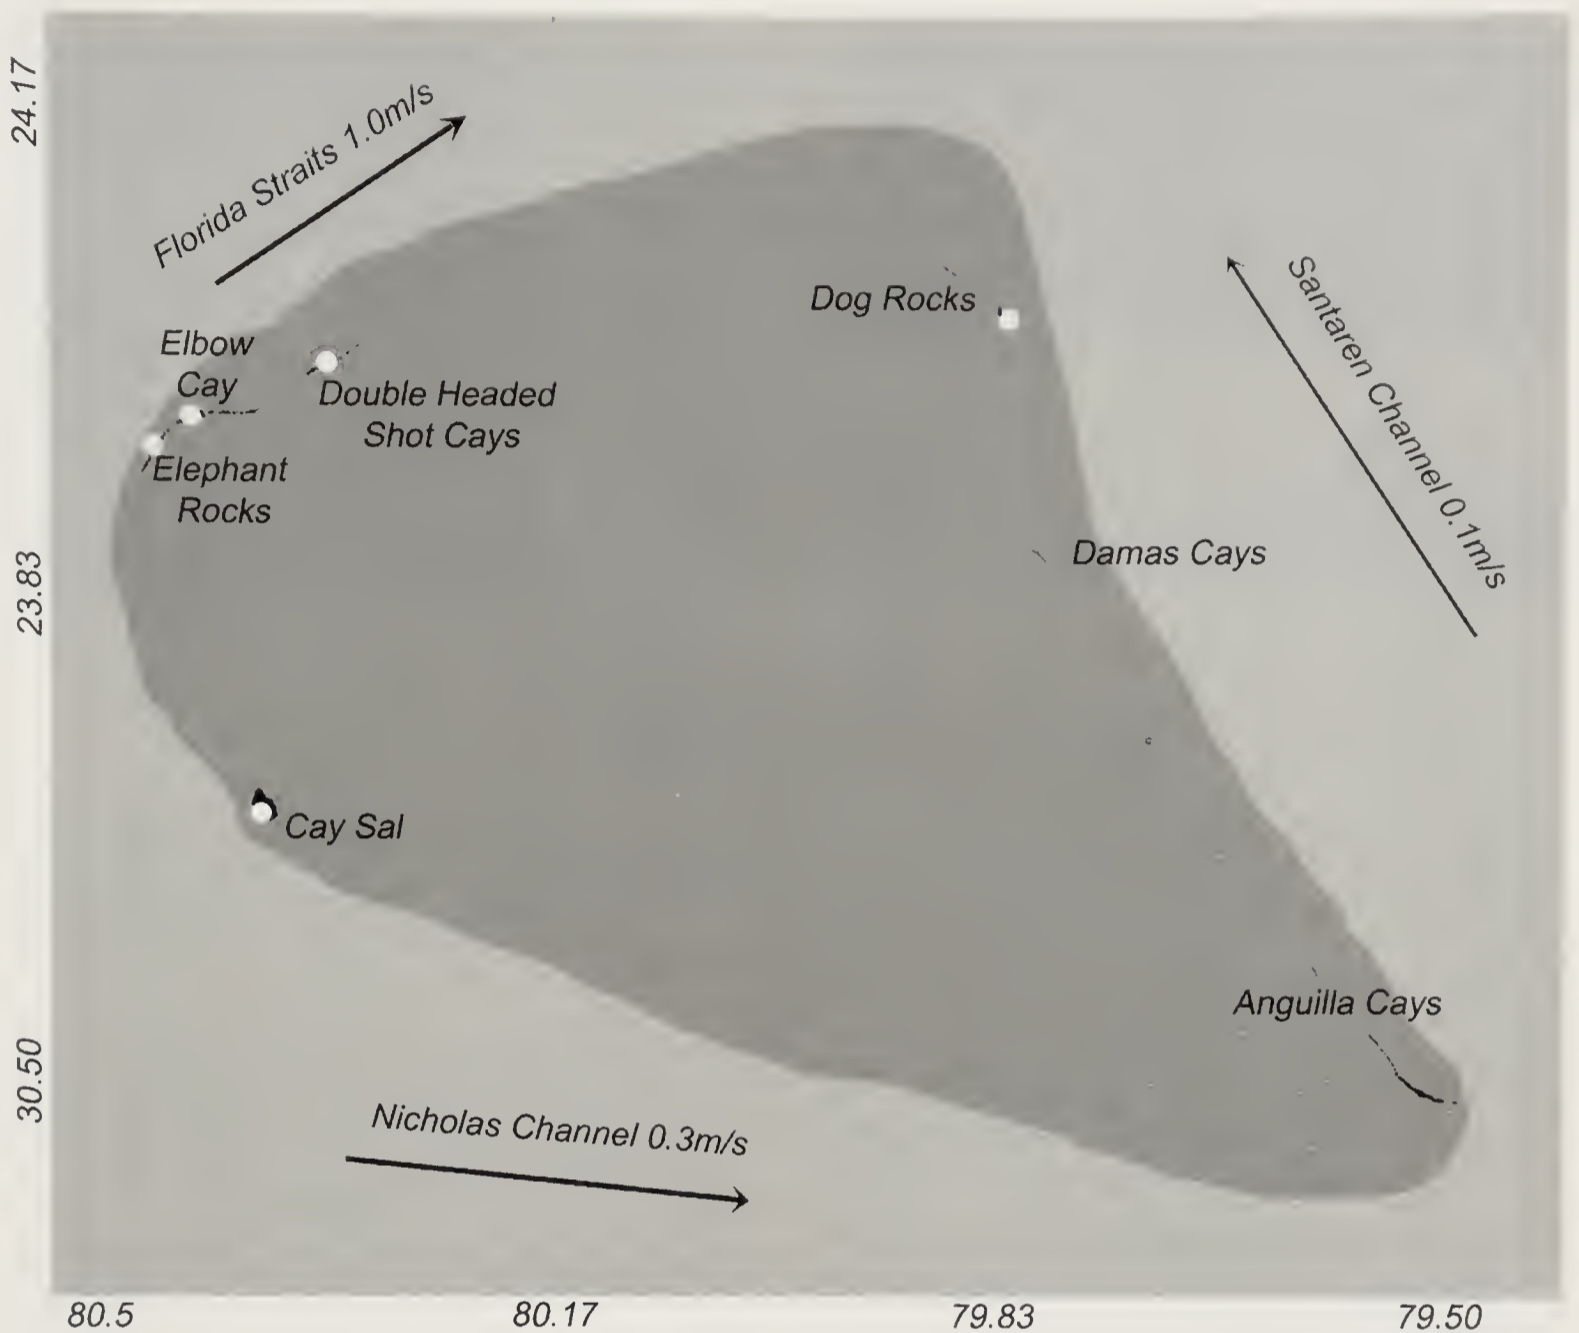 24.17
Florida Straits 1.0m/s
Santaren Channel 0.1m/s
Dog Rocks
Elbow
Cay
Double Headed
Shot Cays
Elephant
Rocks
23.83
Damas Cays
Cay Sal
Anguilla Cays
30.50
Nicholas Channel 0.3m/s
80.5
80.17
79.83
79.50